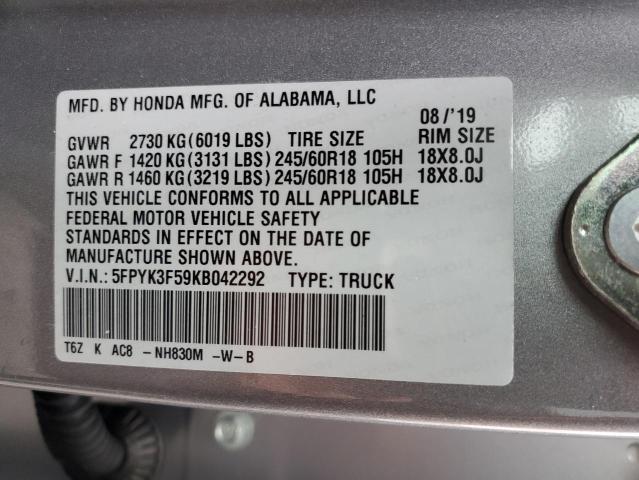 MFD. BY HONDA MFG. OF ALABAMA, LLC
08/'19
GVWR 2730 KG(6019 LBS) TIRE SIZE RIM SIZE
GAWR F 1420 KG(3131 LBS) 245/60R18 105H 18X8.0J
GAWR R 1460 KG(3219 LBS) 245/60R18 105H 18X8.0J
THIS VEHICLE CONFORMS TO ALL APPLICABLE
FEDERAL MOTOR VEHICLE SAFETY
STANDARDS IN EFFECT ON THE DATE OF
MANUFACTURE SHOWN ABOVE.
V.I.N.: 5FPYK3F59KB042292 TYPE: TRUCK
T6Z K AC8 -NH830M -W-B